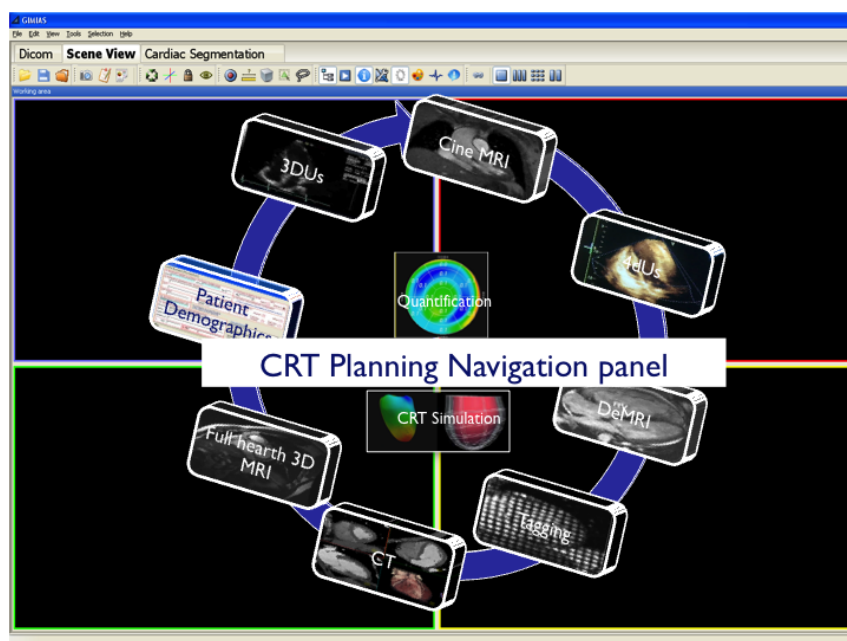 GIMIAS
File Edit View Tools Selection Help
Dicom Scene View Cardiac Segmentation
Working area
3DUs
Cine MRI
4dUs
Patient
Demographics
Quantification
CRT Planning Navigation panel
CRT Simulation
DeMRI
Full hearth 3D
MRI
Tagging
CT